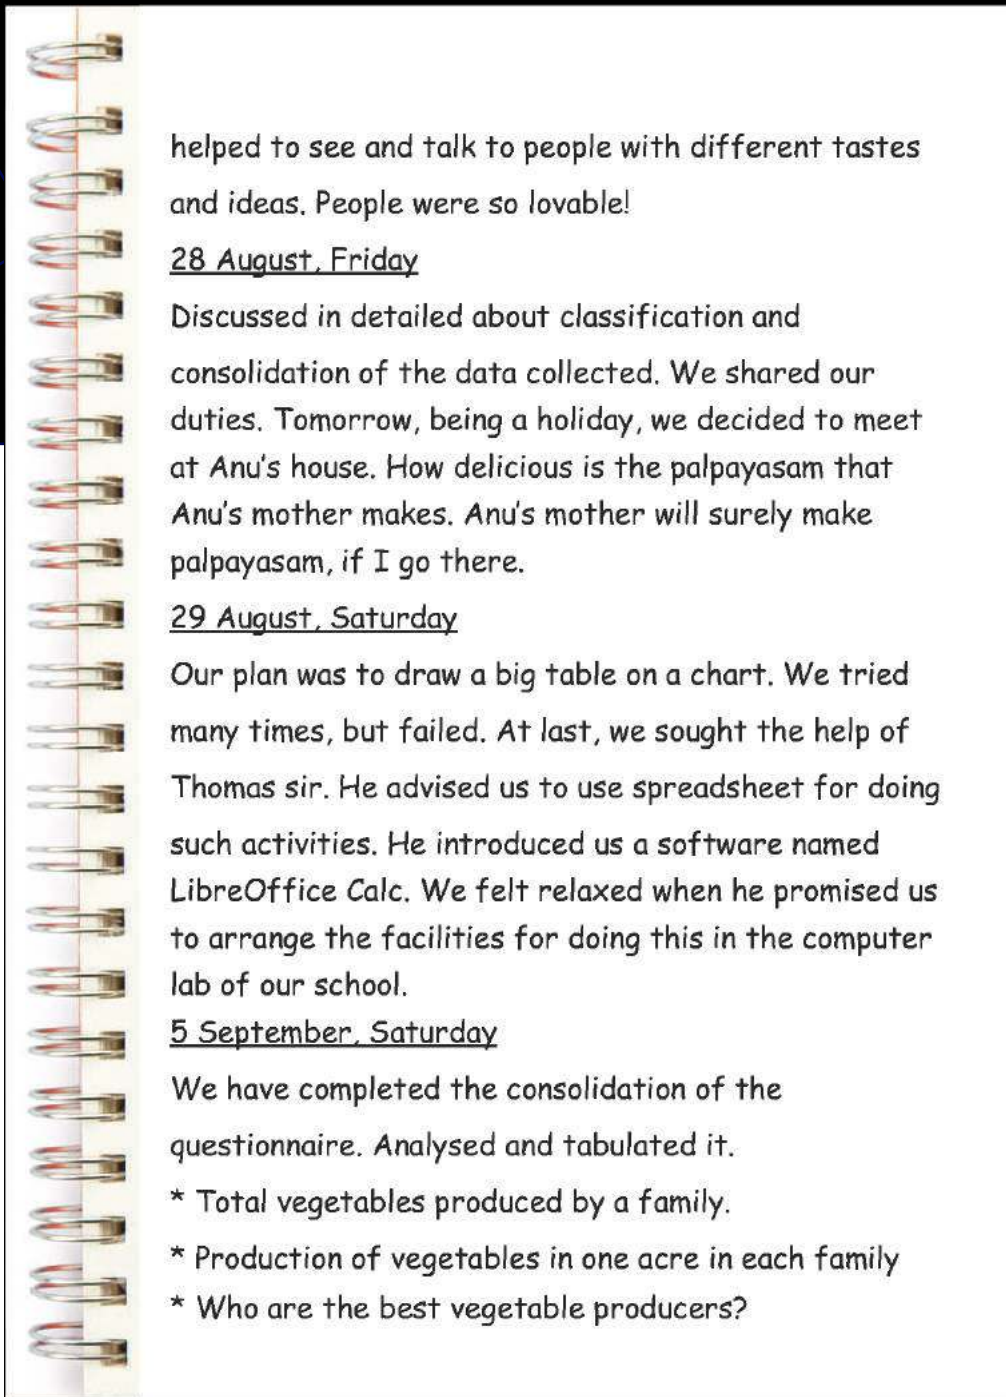 helped to see and talk to people with different tastes
and ideas. People were so lovable!
28 August, Friday
Discussed in detailed about classification and
consolidation of the data collected. We shared our
duties. Tomorrow, being a holiday, we decided to meet
at Anu's house. How delicious is the palpayasam that
Anu's mother makes. Anu's mother will surely make
palpayasam, if I go there.
29 August, Saturday
Our plan was to draw a big table on a chart. We tried
many times, but failed. At last, we sought the help of
Thomas sir. He advised us to use spreadsheet for doing
such activities. He introduced us a software named
LibreOffice Calc. We felt relaxed when he promised us
to arrange the facilities for doing this in the computer
lab of our school.
5 September, Saturday
We have completed the consolidation of the
questionnaire. Analysed and tabulated it.
* Total vegetables produced by a family.
* Production of vegetables in one acre in each family
* Who are the best vegetable producers?